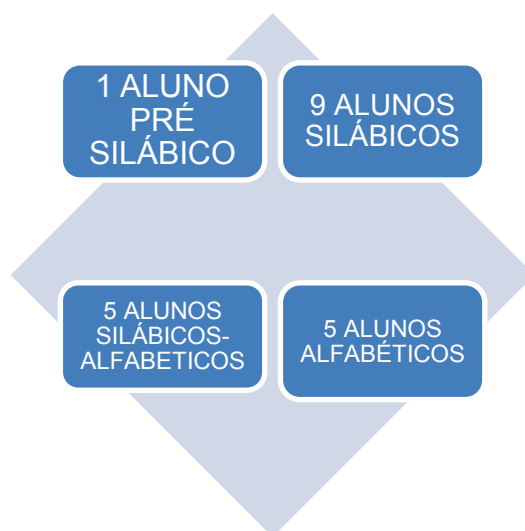 1 ALUNO
PRÉ
SILÁBICO
9 ALUNOS
SILÁBICOS
5 ALUNOS
SILÁBICOS-
ALFABETICOS
5 ALUNOS
ALFABÉTICOS